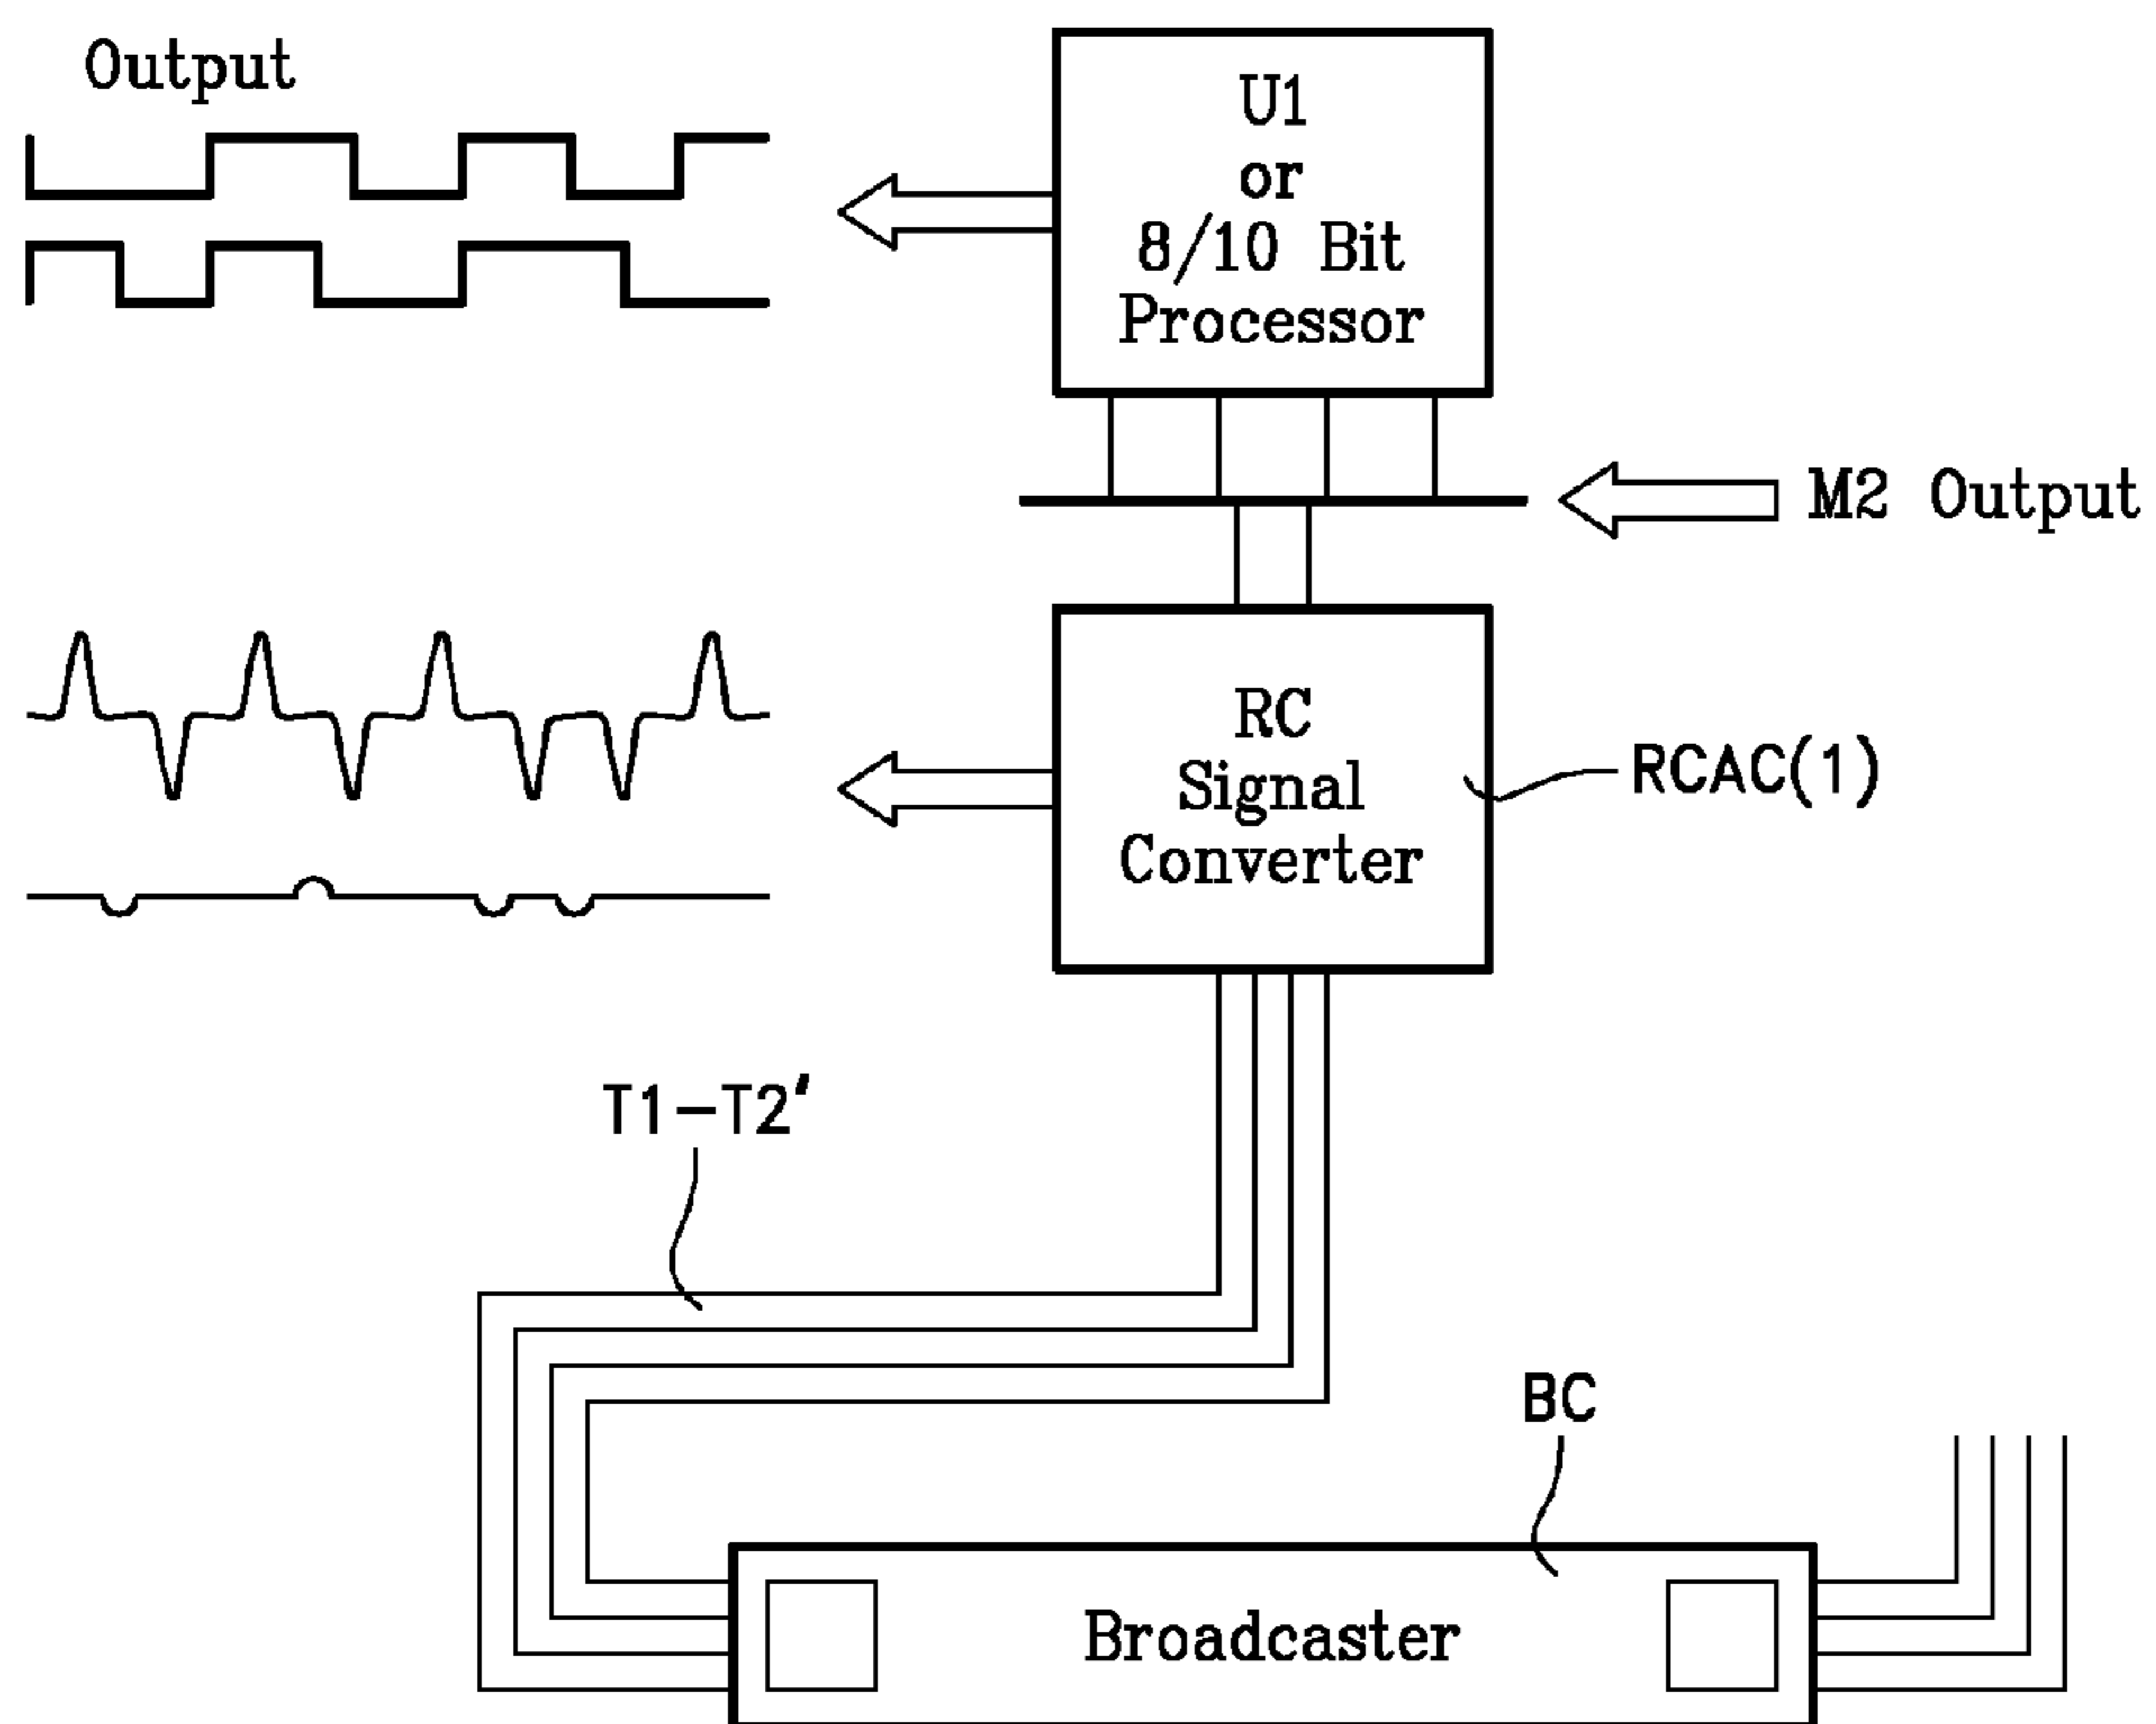 Output
U1
or
8/10 Bit
Processor
M2 Output
RC
Signal
Converter
RCAC(1)
T1-T2'
BC
Broadcaster